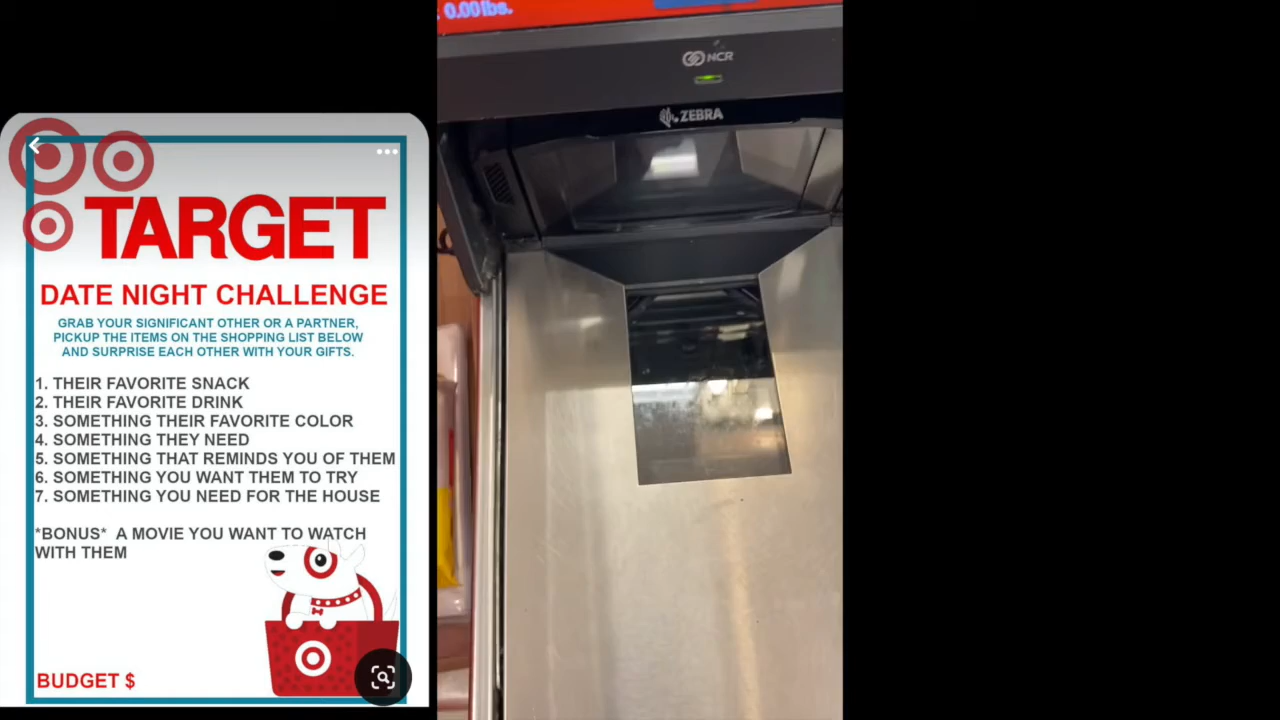 TARGET
DATE NIGHT CHALLENGE
GRAB YOUR SIGNIFICANT OTHER OR A PARTNER,
PICKUP THE ITEMS ON THE SHOPPING LIST BELOW
AND SURPRISE EACH OTHER WITH YOUR GIFTS.
1. THEIR FAVORITE SNACK
2. THEIR FAVORITE DRINK
3. SOMETHING THEIR FAVORITE COLOR
4. SOMETHING THEY NEED
5. SOMETHING THAT REMINDS YOU OF THEM
6. SOMETHING YOU WANT THEM TO TRY
7. SOMETHING YOU NEED FOR THE HOUSE
*BONUS* A MOVIE YOU WANT TO WATCH
WITH THEM
BUDGET $
0.00 lbs.
NCR
ZEBRA